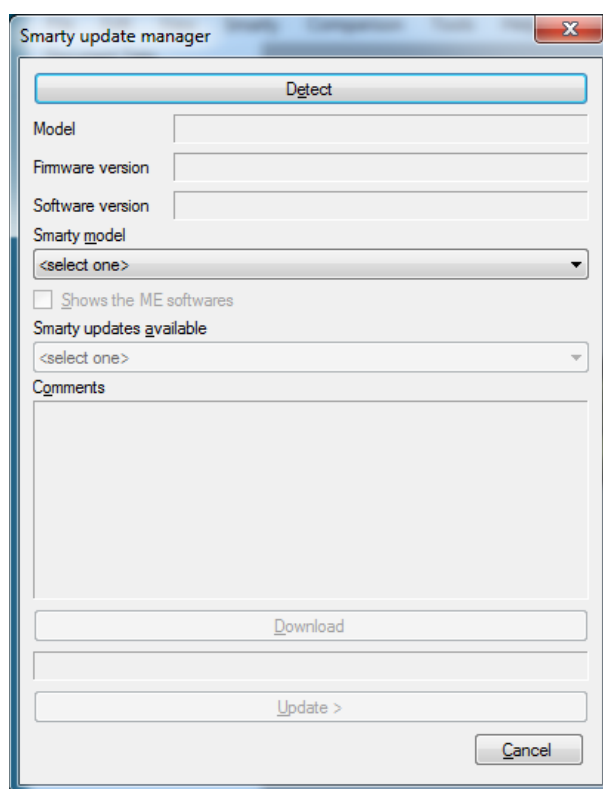 Smarty update manager
Detect
Model
Firmware version
Software version
Smarty model
<select one>
Shows the ME softwares
Smarty updates available
<select one>
Comments
Download
Update >
Cancel